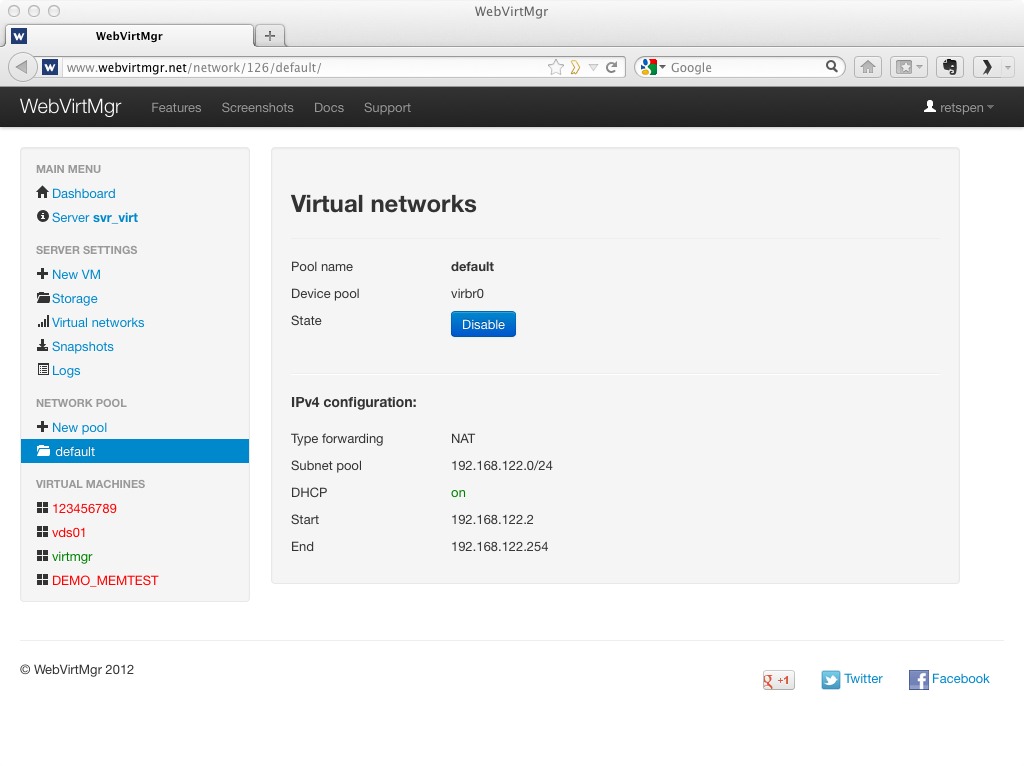 WebVirtMgr
WebVirtMgr
www.webvirtmgr.net/network/126/default/
Google
WebVirtMgr Features Screenshots Docs Support retspen
MAIN MENU
Dashboard
Server svr_virt
SERVER SETTINGS
New VM
Storage
Virtual networks
Snapshots
Logs
NETWORK POOL
New pool
default
VIRTUAL MACHINES
123456789
vds01
virtmgr
DEMO_MEMTEST
Virtual networks
Pool name default
Device pool virbr0
State Disable
IPv4 configuration:
Type forwarding NAT
Subnet pool 192.168.122.0/24
DHCP on
Start 192.168.122.2
End 192.168.122.254
© WebVirtMgr 2012
g +1 Twitter Facebook